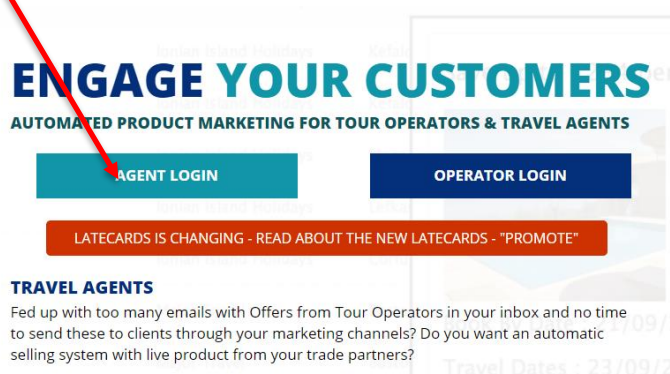 Ionian Island Holidays
ENGAGE YOUR CUSTOMERS
AUTOMATED PRODUCT MARKETING FOR TOUR OPERATORS & TRAVEL AGENTS
AGENT LOGIN OPERATOR LOGIN
LATECARDS IS CHANGING - READ ABOUT THE NEW LATECARDS - "PROMOTE"
TRAVEL AGENTS
Fed up with too many emails with Offers from Tour Operators in your inbox and no time
to send these to clients through your marketing channels? Do you want an automatic
selling system with live product from your trade partners?
Travel Dates : 23/09/